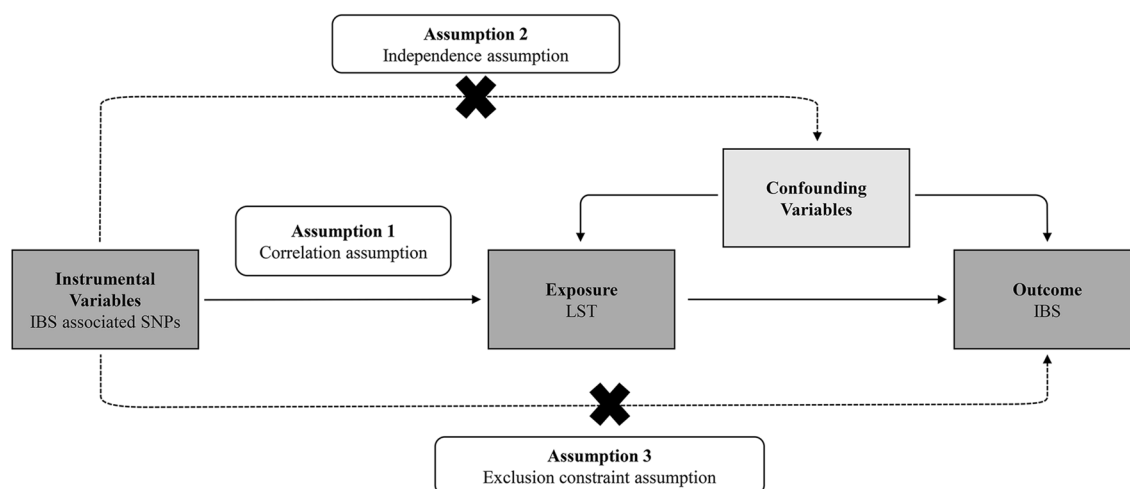 Assumption 2
Independence assumption
Confounding
Variables
Assumption 1
Correlation assumption
Instrumental
Variables
IBS associated SNPs
Exposure
LST
Outcome
IBS
Assumption 3
Exclusion constraint assumption